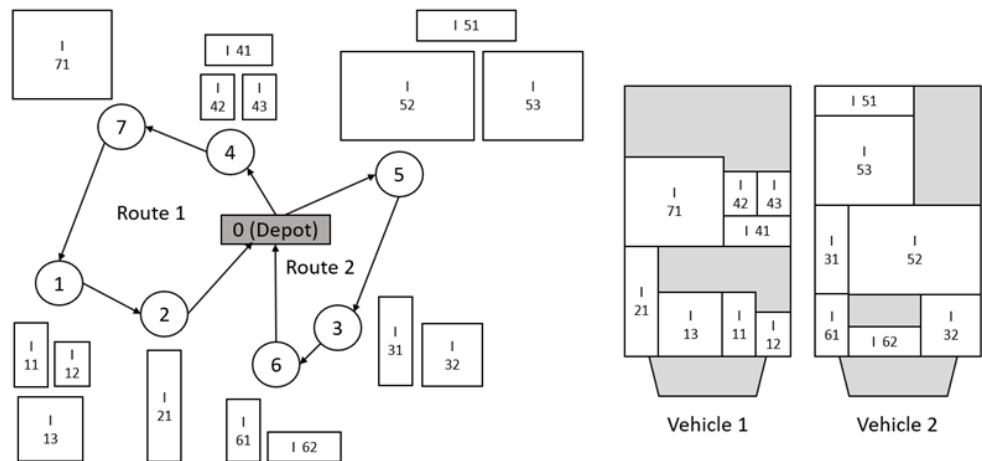 I
71
I 41
I
42
I
43
I 51
I
52
I
53
7
4
5
Route 1
0 (Depot)
Route 2
1
2
3
6
I
11
I
12
I
13
I
21
I
61
I 62
I
31
I
32
I
71
I
42
I
43
I 41
I
21
I
13
I
11
I
12
Vehicle 1
I 51
I
53
I
31
I
52
I
61
I 62
I
32
Vehicle 2